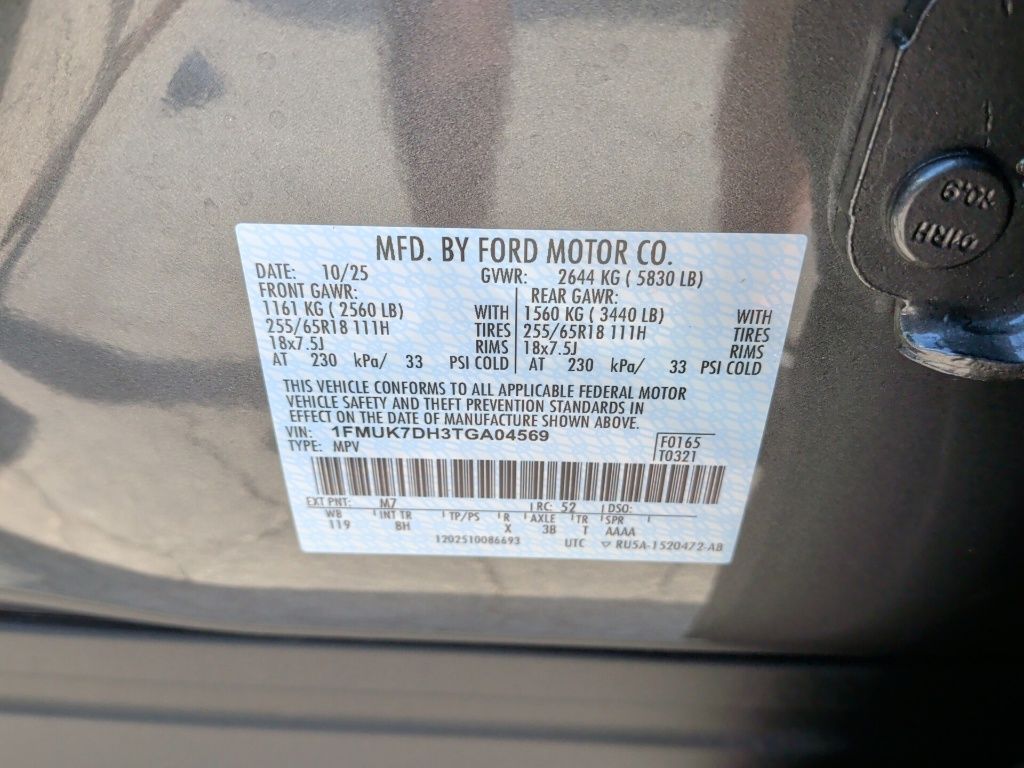 MFD. BY FORD MOTOR CO.
DATE: 10/25 GVWR: 2644 KG ( 5830 LB)
FRONT GAWR: REAR GAWR:
1161 KG ( 2560 LB) WITH 1560 KG ( 3440 LB) WITH
255/65R18 111H TIRES 255/65R18 111H TIRES
18x7.5J RIMS 18x7.5J RIMS
AT 230 kPa/ 33 PSI COLD AT 230 kPa/ 33 PSI COLD
THIS VEHICLE CONFORMS TO ALL APPLICABLE FEDERAL MOTOR
VEHICLE SAFETY AND THEFT PREVENTION STANDARDS IN
EFFECT ON THE DATE OF MANUFACTURE SHOWN ABOVE.
VIN: 1FMUK7DH3TGA04569 F0165
TYPE: MPV T0321
EXT PNT: M7 RC: 52 DSO:
WB INT TR TP/PS R AXLE TR SPR
119 8H X 3B T AAAA
1202510086693 UTC ▽ RU5A-1520472-AB